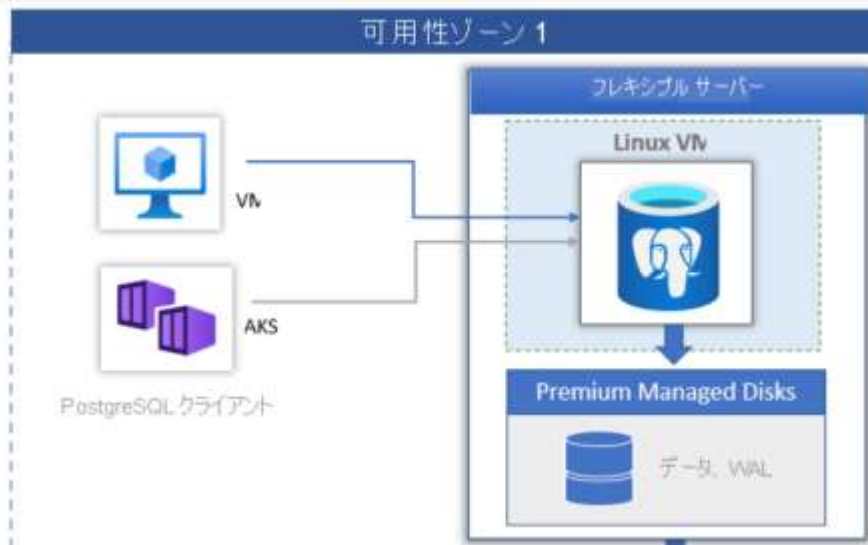 可用性ゾーン 1
フレキシブル サーバー
Linux VM
VM
AKS
PostgreSQL クライアント
Premium Managed Disks
データ、WAL